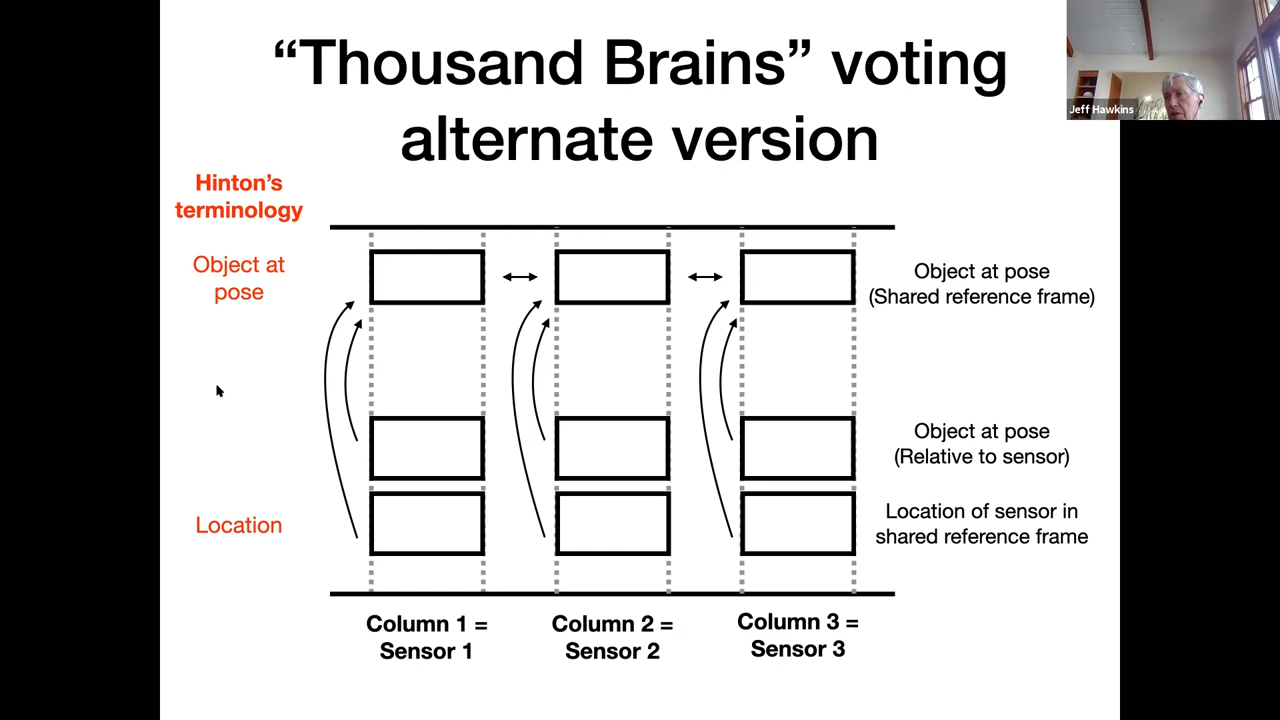 “Thousand Brains” voting
alternate version
Jeff Hawkins
Hinton’s
terminology
Object at
pose
Object at pose
(Shared reference frame)
Object at pose
(Relative to sensor)
Location
Location of sensor in
shared reference frame
Column 1 =
Sensor 1
Column 2 =
Sensor 2
Column 3 =
Sensor 3